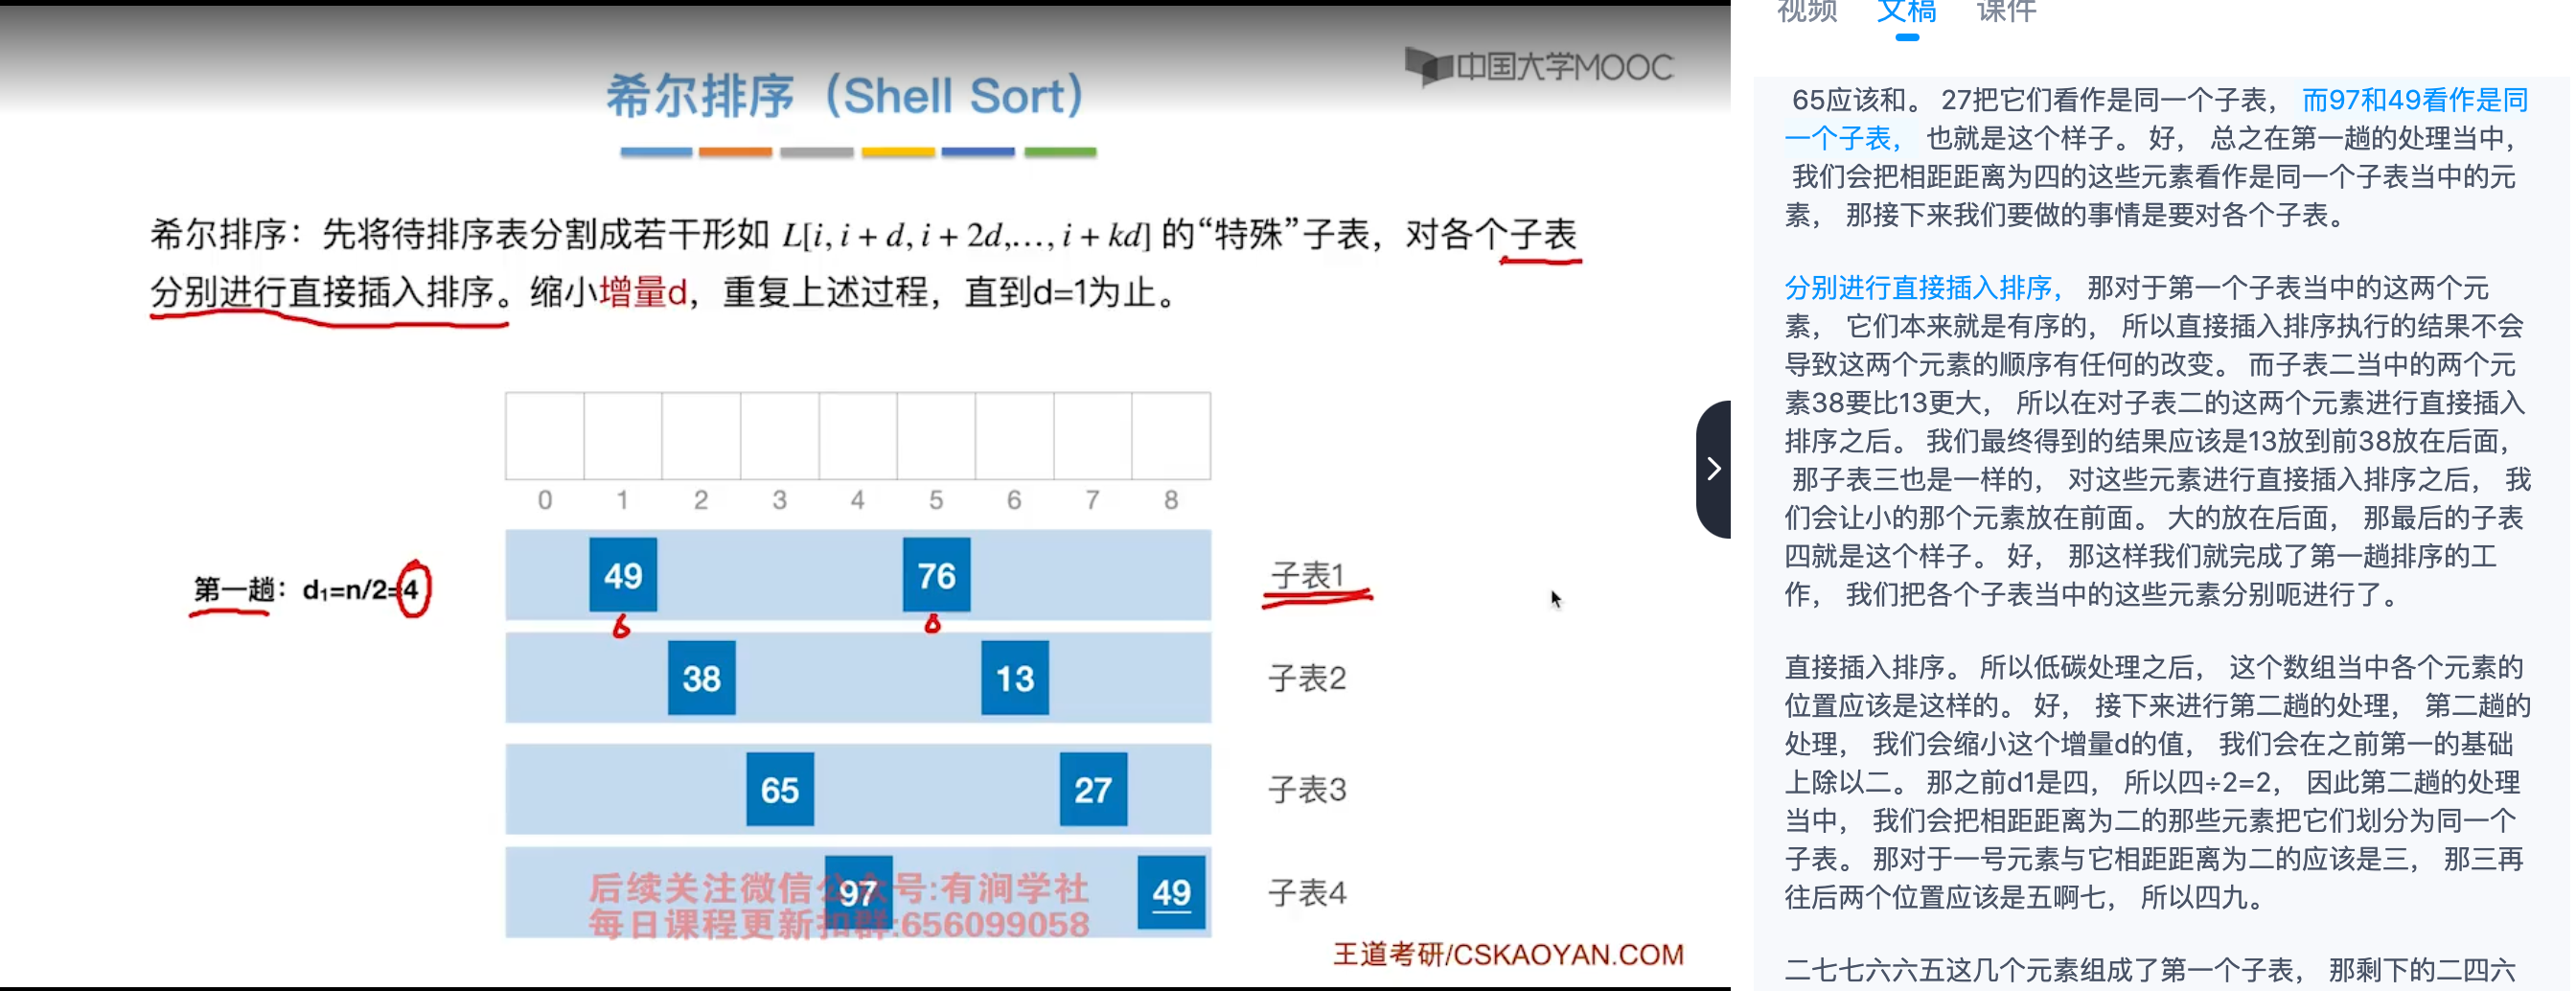 中国大学MOOC
希尔排序（Shell Sort）
希尔排序：先将待排序表分割成若干形如 L[i, i + d, i + 2d,…, i + kd] 的“特殊”子表，对各个子表
分别进行直接插入排序。缩小增量d，重复上述过程，直到d=1为止。
0 1 2 3 4 5 6 7 8
第一趟：d₁=n/2=4
49 76 子表1
38 13 子表2
65 27 子表3
97 49 子表4
后续关注微信公众号:有涧学社
每日课程更新扣群:656099058
王道考研/CSKAOYAN.COM
视频 文稿 课件
65应该和。 27把它们看作是同一个子表， 而97和49看作是同
一个子表， 也就是这个样子。 好， 总之在第一趟的处理当中，
我们会把相距距离为四的这些元素看作是同一个子表当中的元
素， 那接下来我们要做的事情是要对各个子表。
分别进行直接插入排序， 那对于第一个子表当中的这两个元
素， 它们本来就是有序的， 所以直接插入排序执行的结果不会
导致这两个元素的顺序有任何的改变。 而子表二当中的两个元
素38要比13更大， 所以在对子表二的这两个元素进行直接插入
排序之后。 我们最终得到的结果应该是13放到前38放在后面，
那子表三也是一样的， 对这些元素进行直接插入排序之后， 我
们会让小的那个元素放在前面。 大的放在后面， 那最后的子表
四就是这个样子。 好， 那这样我们就完成了第一趟排序的工
作， 我们把各个子表当中的这些元素分别呃进行了。
直接插入排序。 所以低碳处理之后， 这个数组当中各个元素的
位置应该是这样的。 好， 接下来进行第二趟的处理， 第二趟的
处理， 我们会缩小这个增量d的值， 我们会在之前第一的基础
上除以二。 那之前d1是四， 所以四÷2=2， 因此第二趟的处理
当中， 我们会把相距距离为二的那些元素把它们划分为同一个
子表。 那对于一号元素与它相距距离为二的应该是三， 那三再
往后两个位置应该是五啊七， 所以四九。
二七七六六五这几个元素组成了第一个子表， 那剩下的二四六